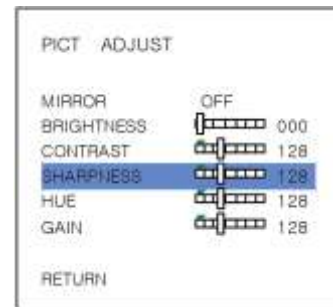 PICT ADJUST
MIRROR OFF
BRIGHTNESS 000
CONTRAST 128
SHARPNESS 128
HUE 128
GAIN 128
RETURN